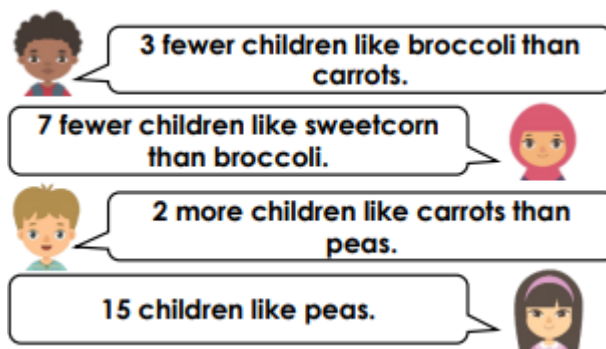 3 fewer children like broccoli than
carrots.
7 fewer children like sweetcorn
than broccoli.
2 more children like carrots than
peas.
15 children like peas.